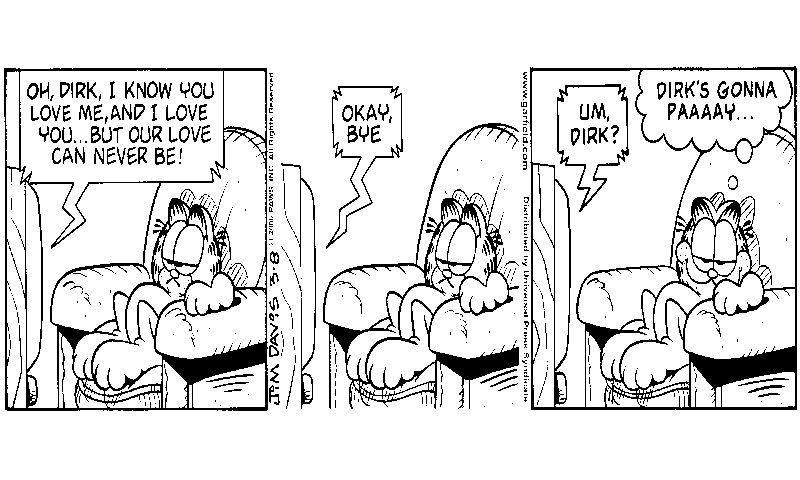 OH, DIRK, I KNOW YOU
LOVE ME, AND I LOVE
YOU...BUT OUR LOVE
CAN NEVER BE!
JIM DAVIS 3·8
OKAY,
BYE
www.garfield.com
Distributed by Universal Press Syndicate
UM,
DIRK?
DIRK'S GONNA
PAAAAY...